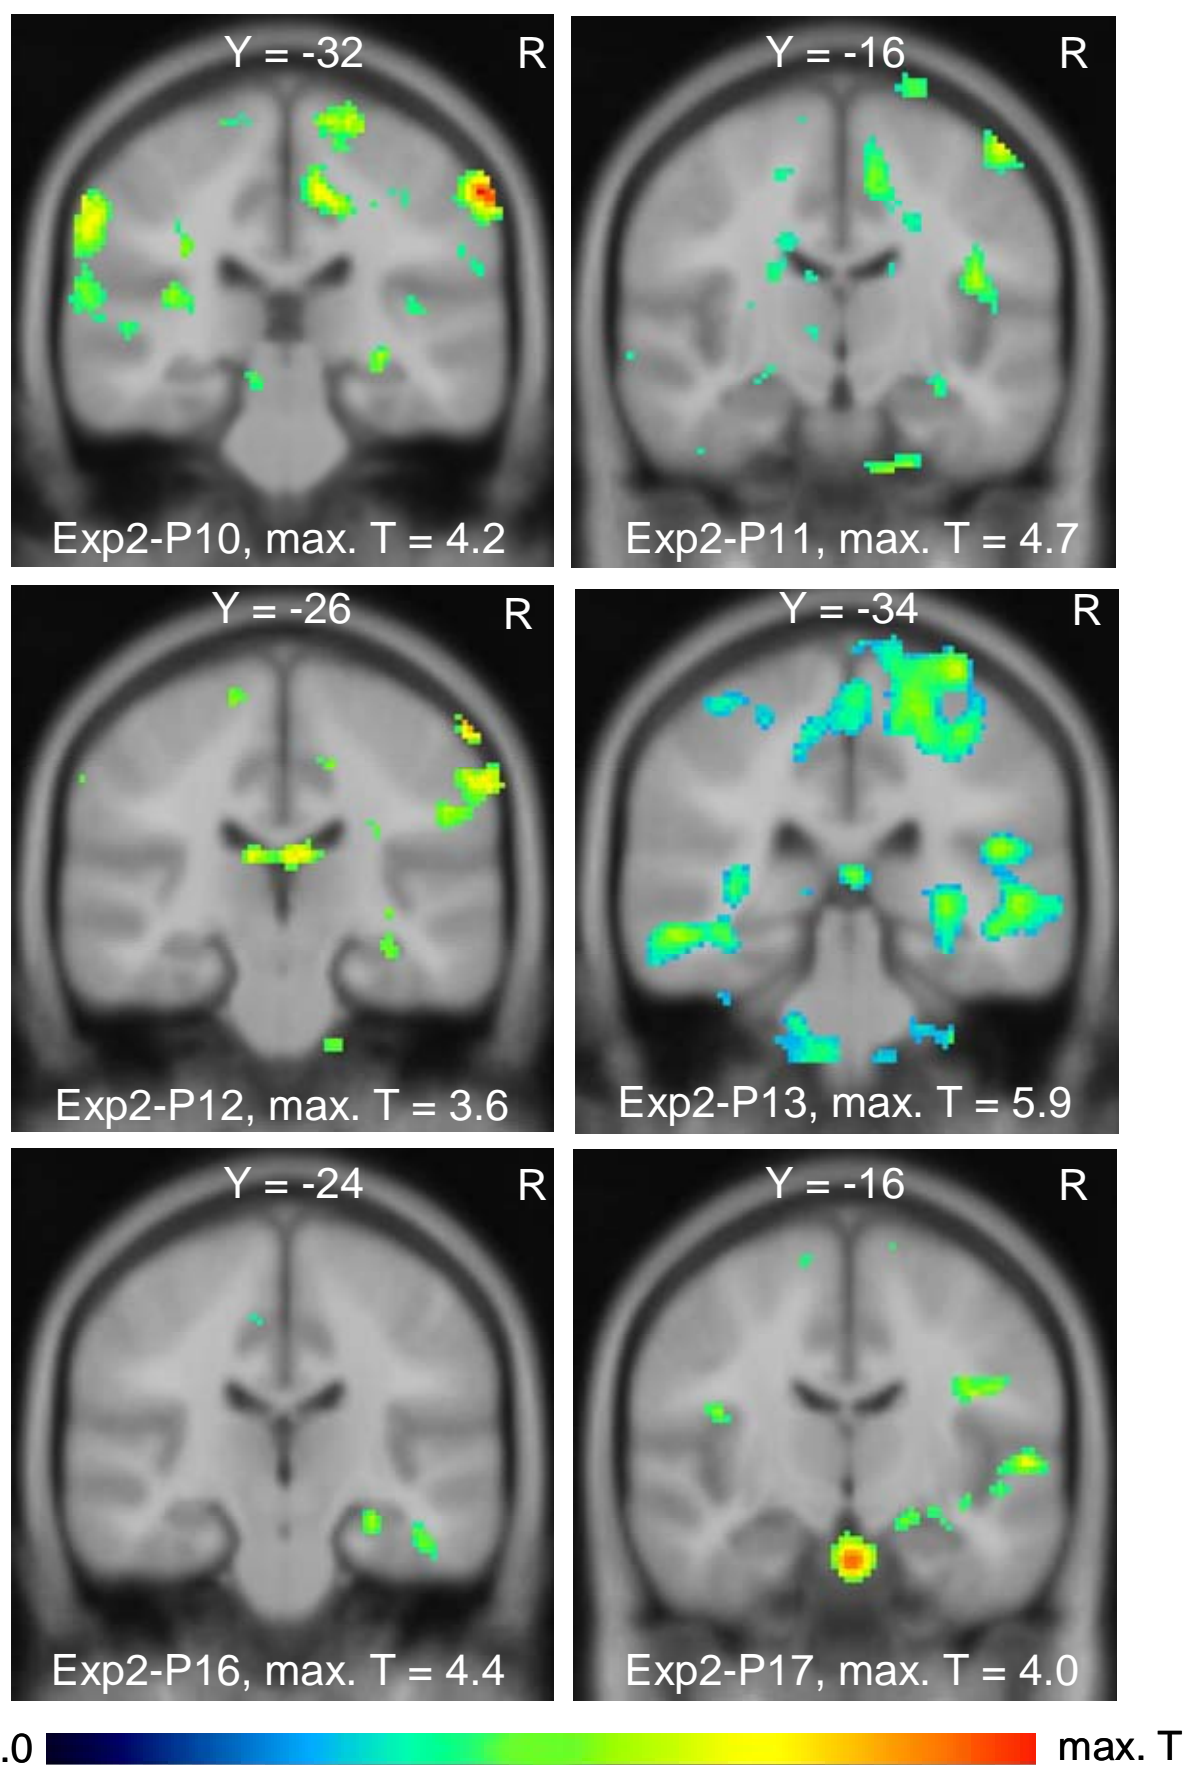 Y = -32 R
Y = -16 R
Exp2-P10, max. T = 4.2
Exp2-P11, max. T = 4.7
Y = -26 R
Y = -34 R
Exp2-P12, max. T = 3.6
Exp2-P13, max. T = 5.9
Y = -24 R
Y = -16 R
Exp2-P16, max. T = 4.4
Exp2-P17, max. T = 4.0
.0 max. T